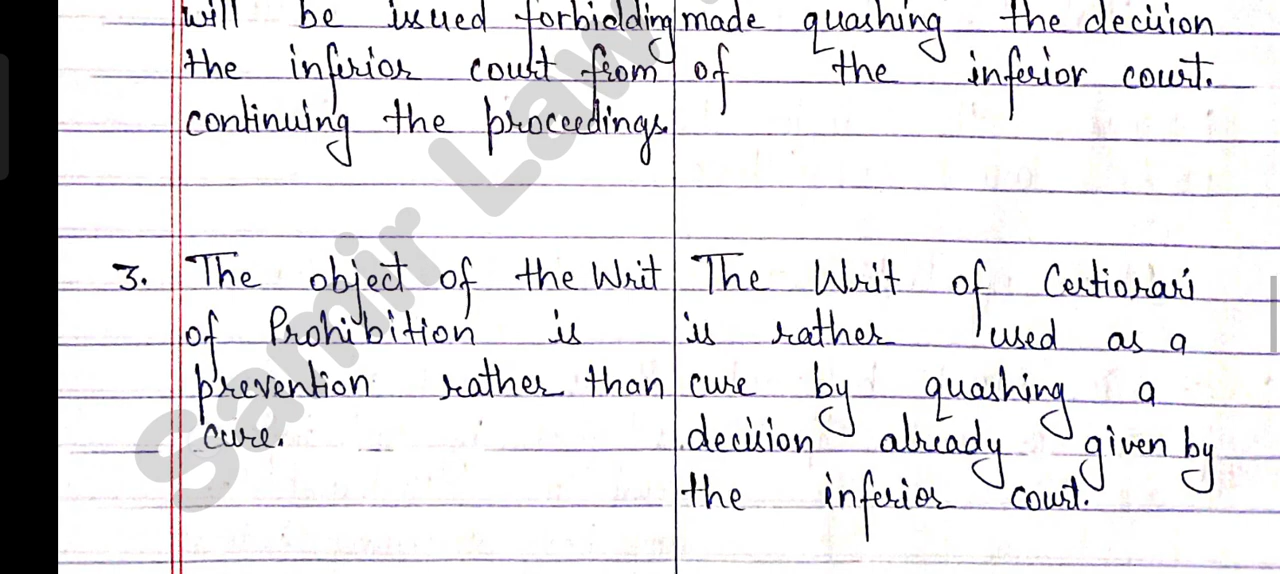 will be issued forbidding
the inferior court from
continuing the proceedings.
made quashing the decision
of the inferior court.
3. The object of the Writ
of Prohibition is
prevention rather than
cure.
The Writ of Certiorari
is rather used as a
cure by quashing a
decision already given by
the inferior court.
Samir Law